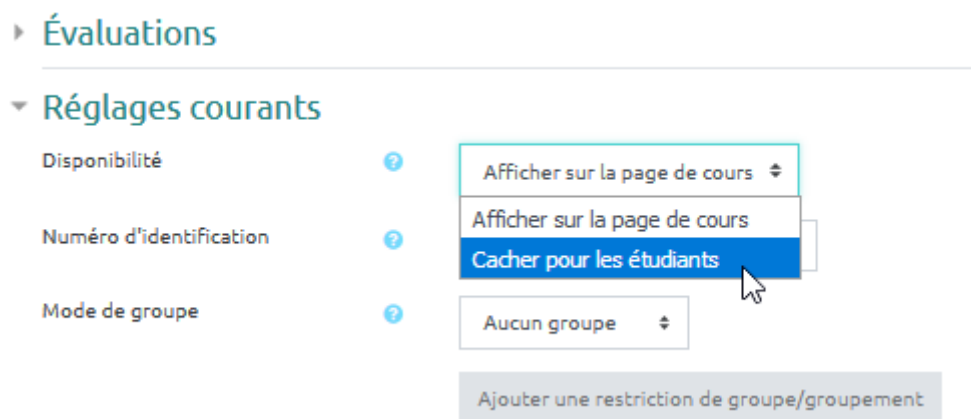 Évaluations
Réglages courants
Disponibilité
Afficher sur la page de cours
Afficher sur la page de cours
Cacher pour les étudiants
Numéro d'identification
Mode de groupe
Aucun groupe
Ajouter une restriction de groupe/groupement